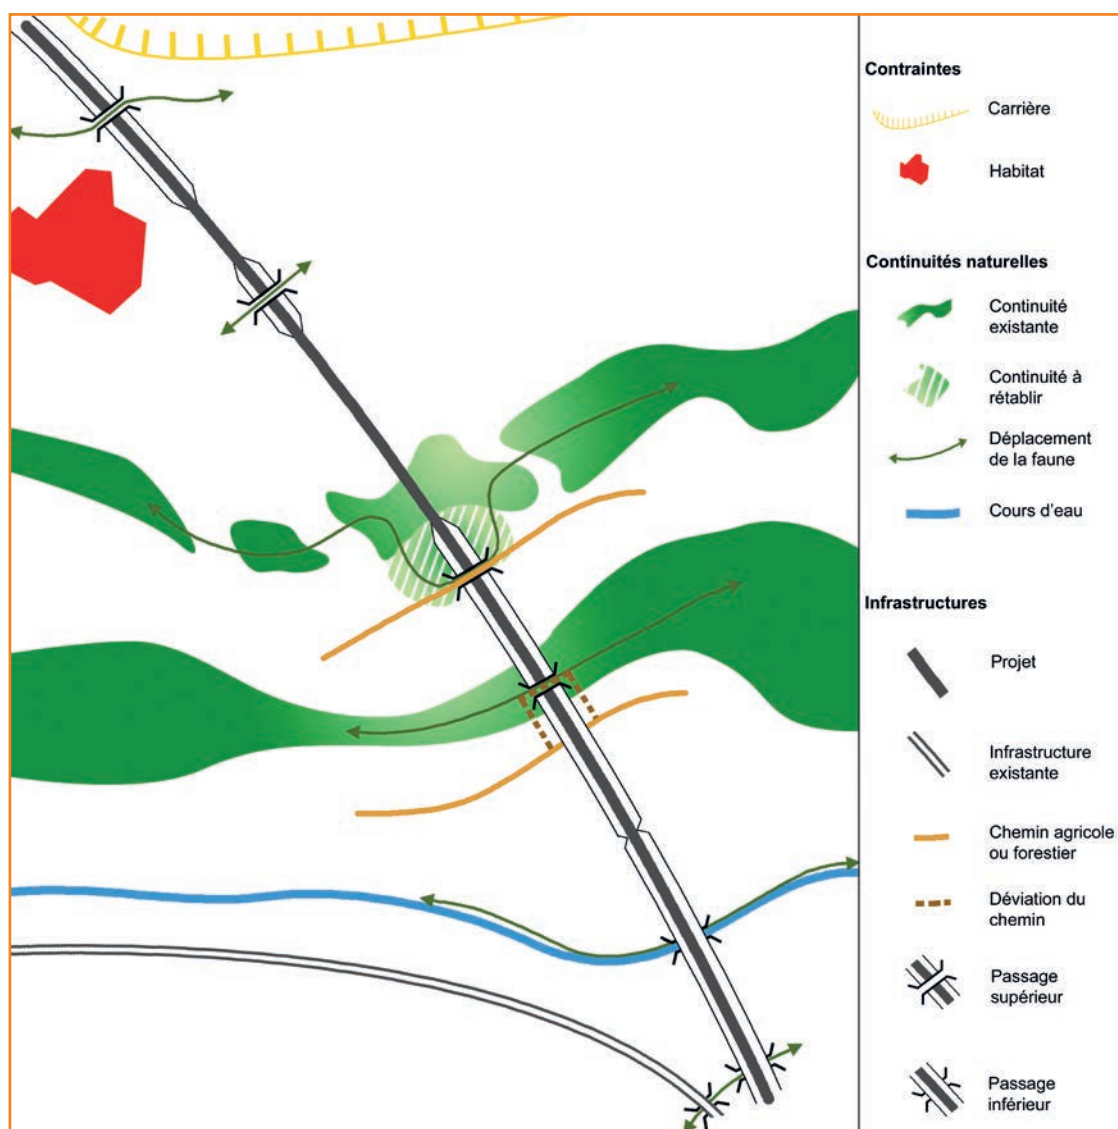 Contraintes
Carrière
Habitat
Continuités naturelles
Continuité
existante
Continuité à
rétablir
Déplacement
de la faune
Cours d'eau
Infrastructures
Projet
Infrastructure
existante
Chemin agricole
ou forestier
Déviation du
chemin
Passage
supérieur
Passage
inférieur